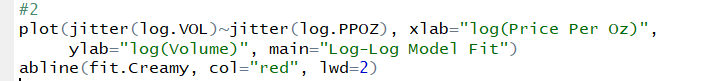 #2
plot(jitter(log.VOL)~jitter(log.PPOZ), xlab="log(Price Per Oz)",
ylab="log(Volume)", main="Log-Log Model Fit")
abline(fit.Creamy, col="red", lwd=2)